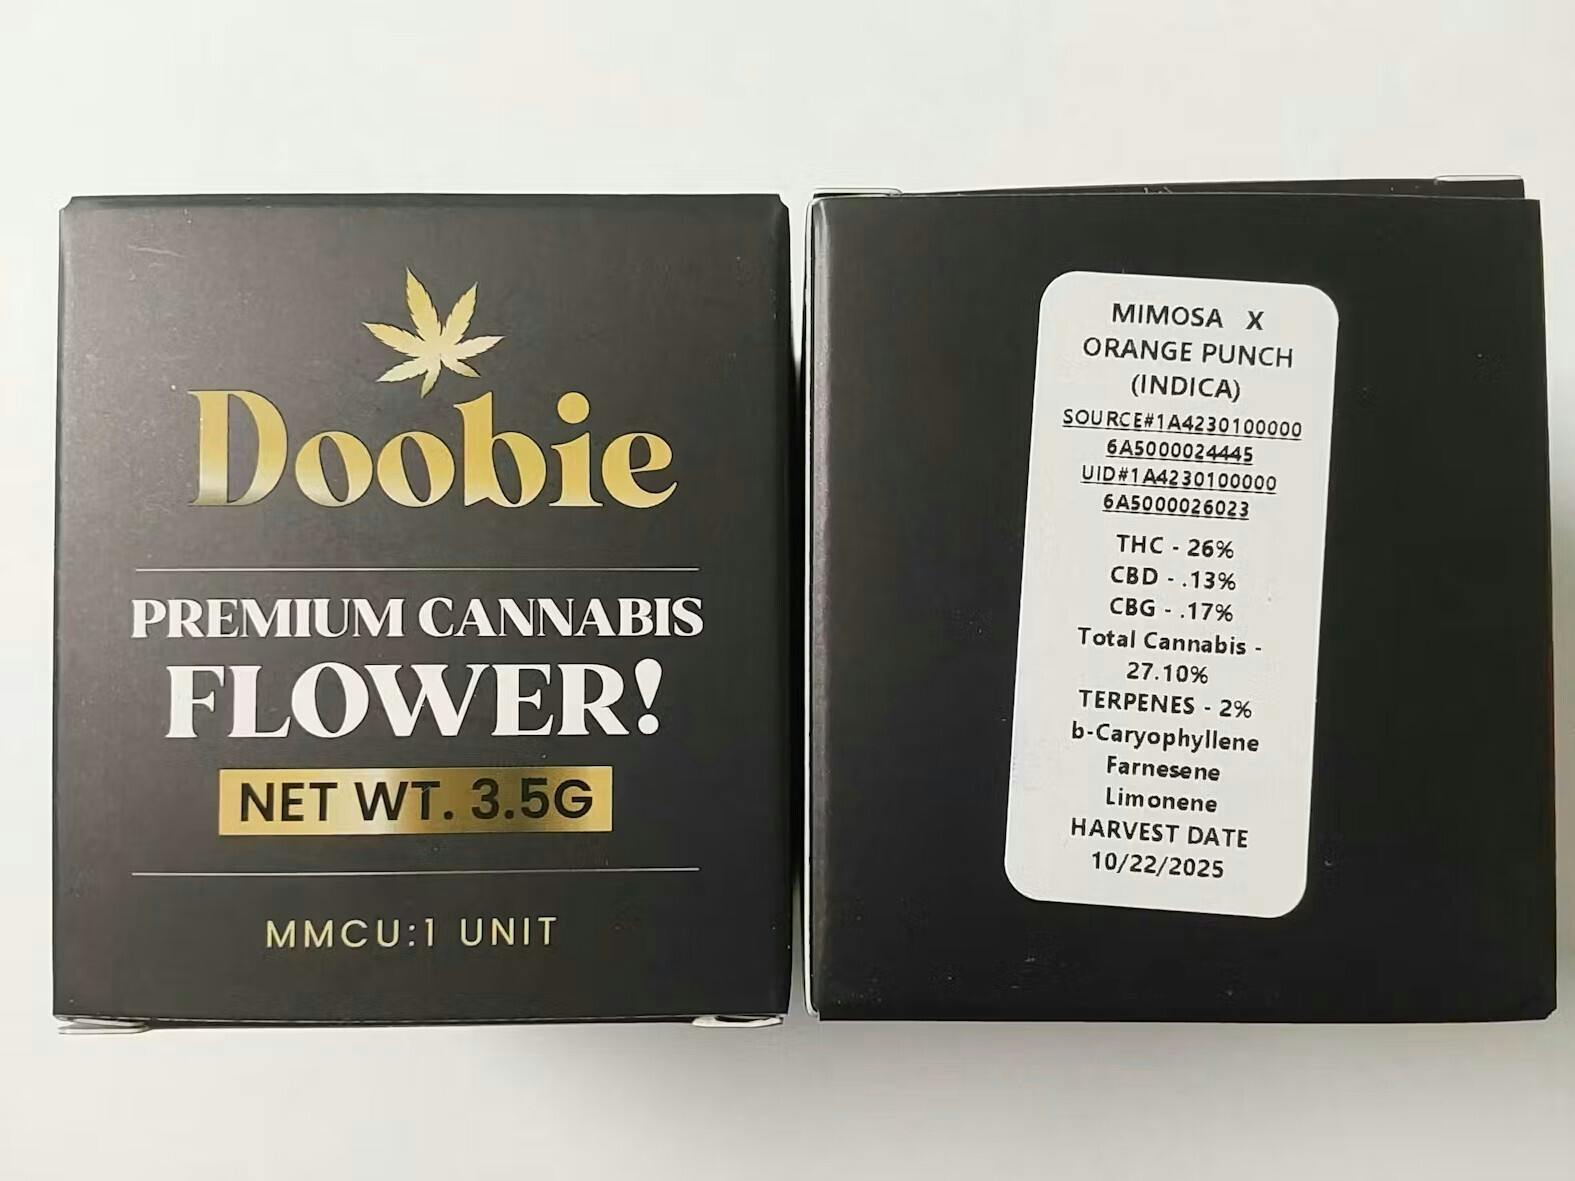 Doobie
PREMIUM CANNABIS
FLOWER!
NET WT. 3.5G
MMCU:1 UNIT
MIMOSA X
ORANGE PUNCH
(INDICA)
SOURCE#1A4230100000
6A5000024445
UID#1A4230100000
6A5000026023
THC - 26%
CBD - .13%
CBG - .17%
Total Cannabis -
27.10%
TERPENES - 2%
b-Caryophyllene
Farnesene
Limonene
HARVEST DATE
10/22/2025